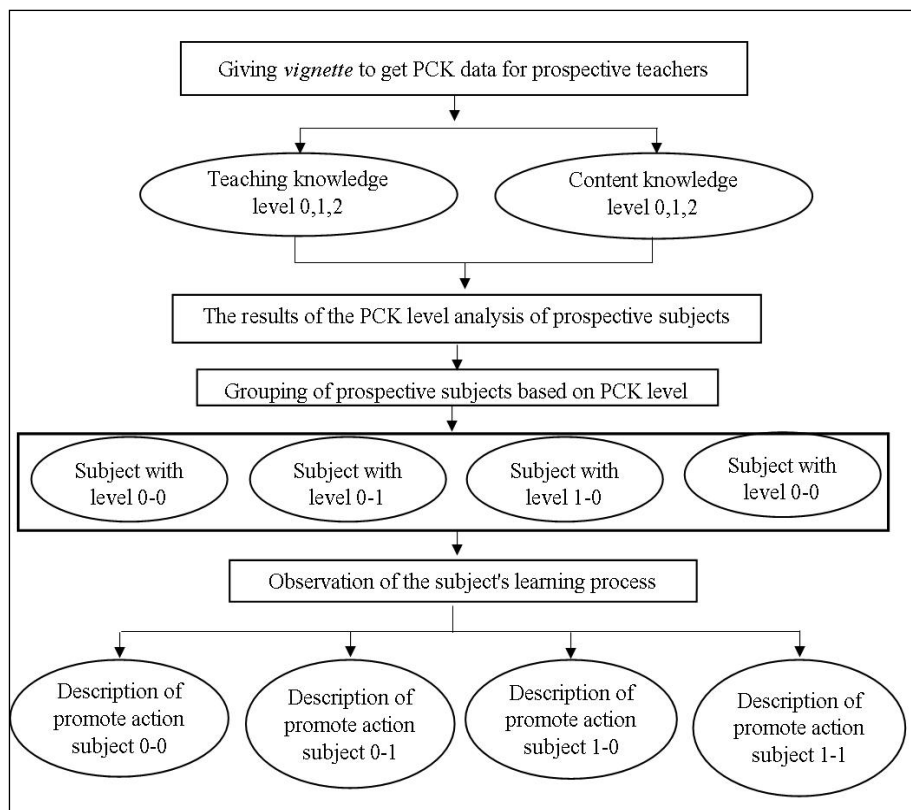 Giving vignette to get PCK data for prospective teachers
Teaching knowledge
level 0,1,2
Content knowledge
level 0,1,2
The results of the PCK level analysis of prospective subjects
Grouping of prospective subjects based on PCK level
Subject with
level 0-0
Subject with
level 0-1
Subject with
level 1-0
Subject with
level 0-0
Observation of the subject's learning process
Description of
promote action
subject 0-0
Description of
promote action
subject 0-1
Description of
promote action
subject 1-0
Description of
promote action
subject 1-1